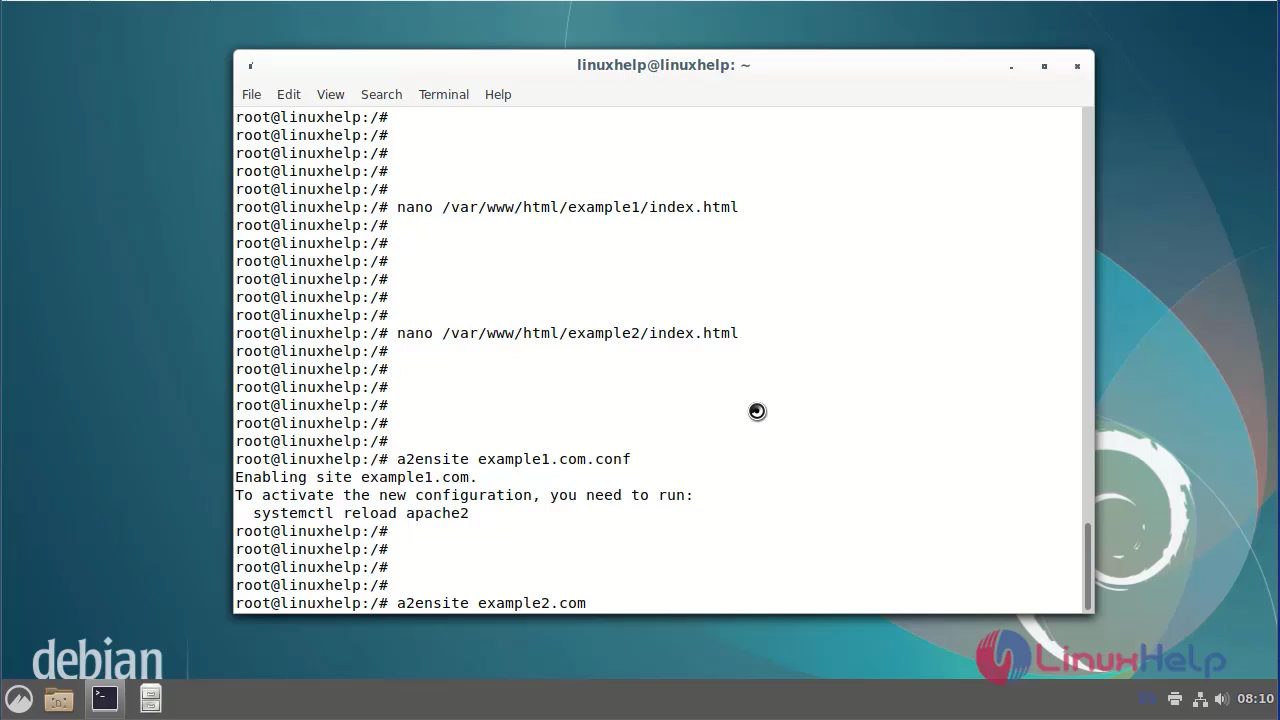 linuxhelp@linuxhelp: ~
File Edit View Search Terminal Help
root@linuxhelp:/#
root@linuxhelp:/#
root@linuxhelp:/#
root@linuxhelp:/#
root@linuxhelp:/#
root@linuxhelp:/# nano /var/www/html/example1/index.html
root@linuxhelp:/#
root@linuxhelp:/#
root@linuxhelp:/#
root@linuxhelp:/#
root@linuxhelp:/#
root@linuxhelp:/#
root@linuxhelp:/# nano /var/www/html/example2/index.html
root@linuxhelp:/#
root@linuxhelp:/#
root@linuxhelp:/#
root@linuxhelp:/#
root@linuxhelp:/#
root@linuxhelp:/#
root@linuxhelp:/# a2ensite example1.com.conf
Enabling site example1.com.
To activate the new configuration, you need to run:
  systemctl reload apache2
root@linuxhelp:/#
root@linuxhelp:/#
root@linuxhelp:/#
root@linuxhelp:/#
root@linuxhelp:/# a2ensite example2.com
debian
LinuxHelp
08:10